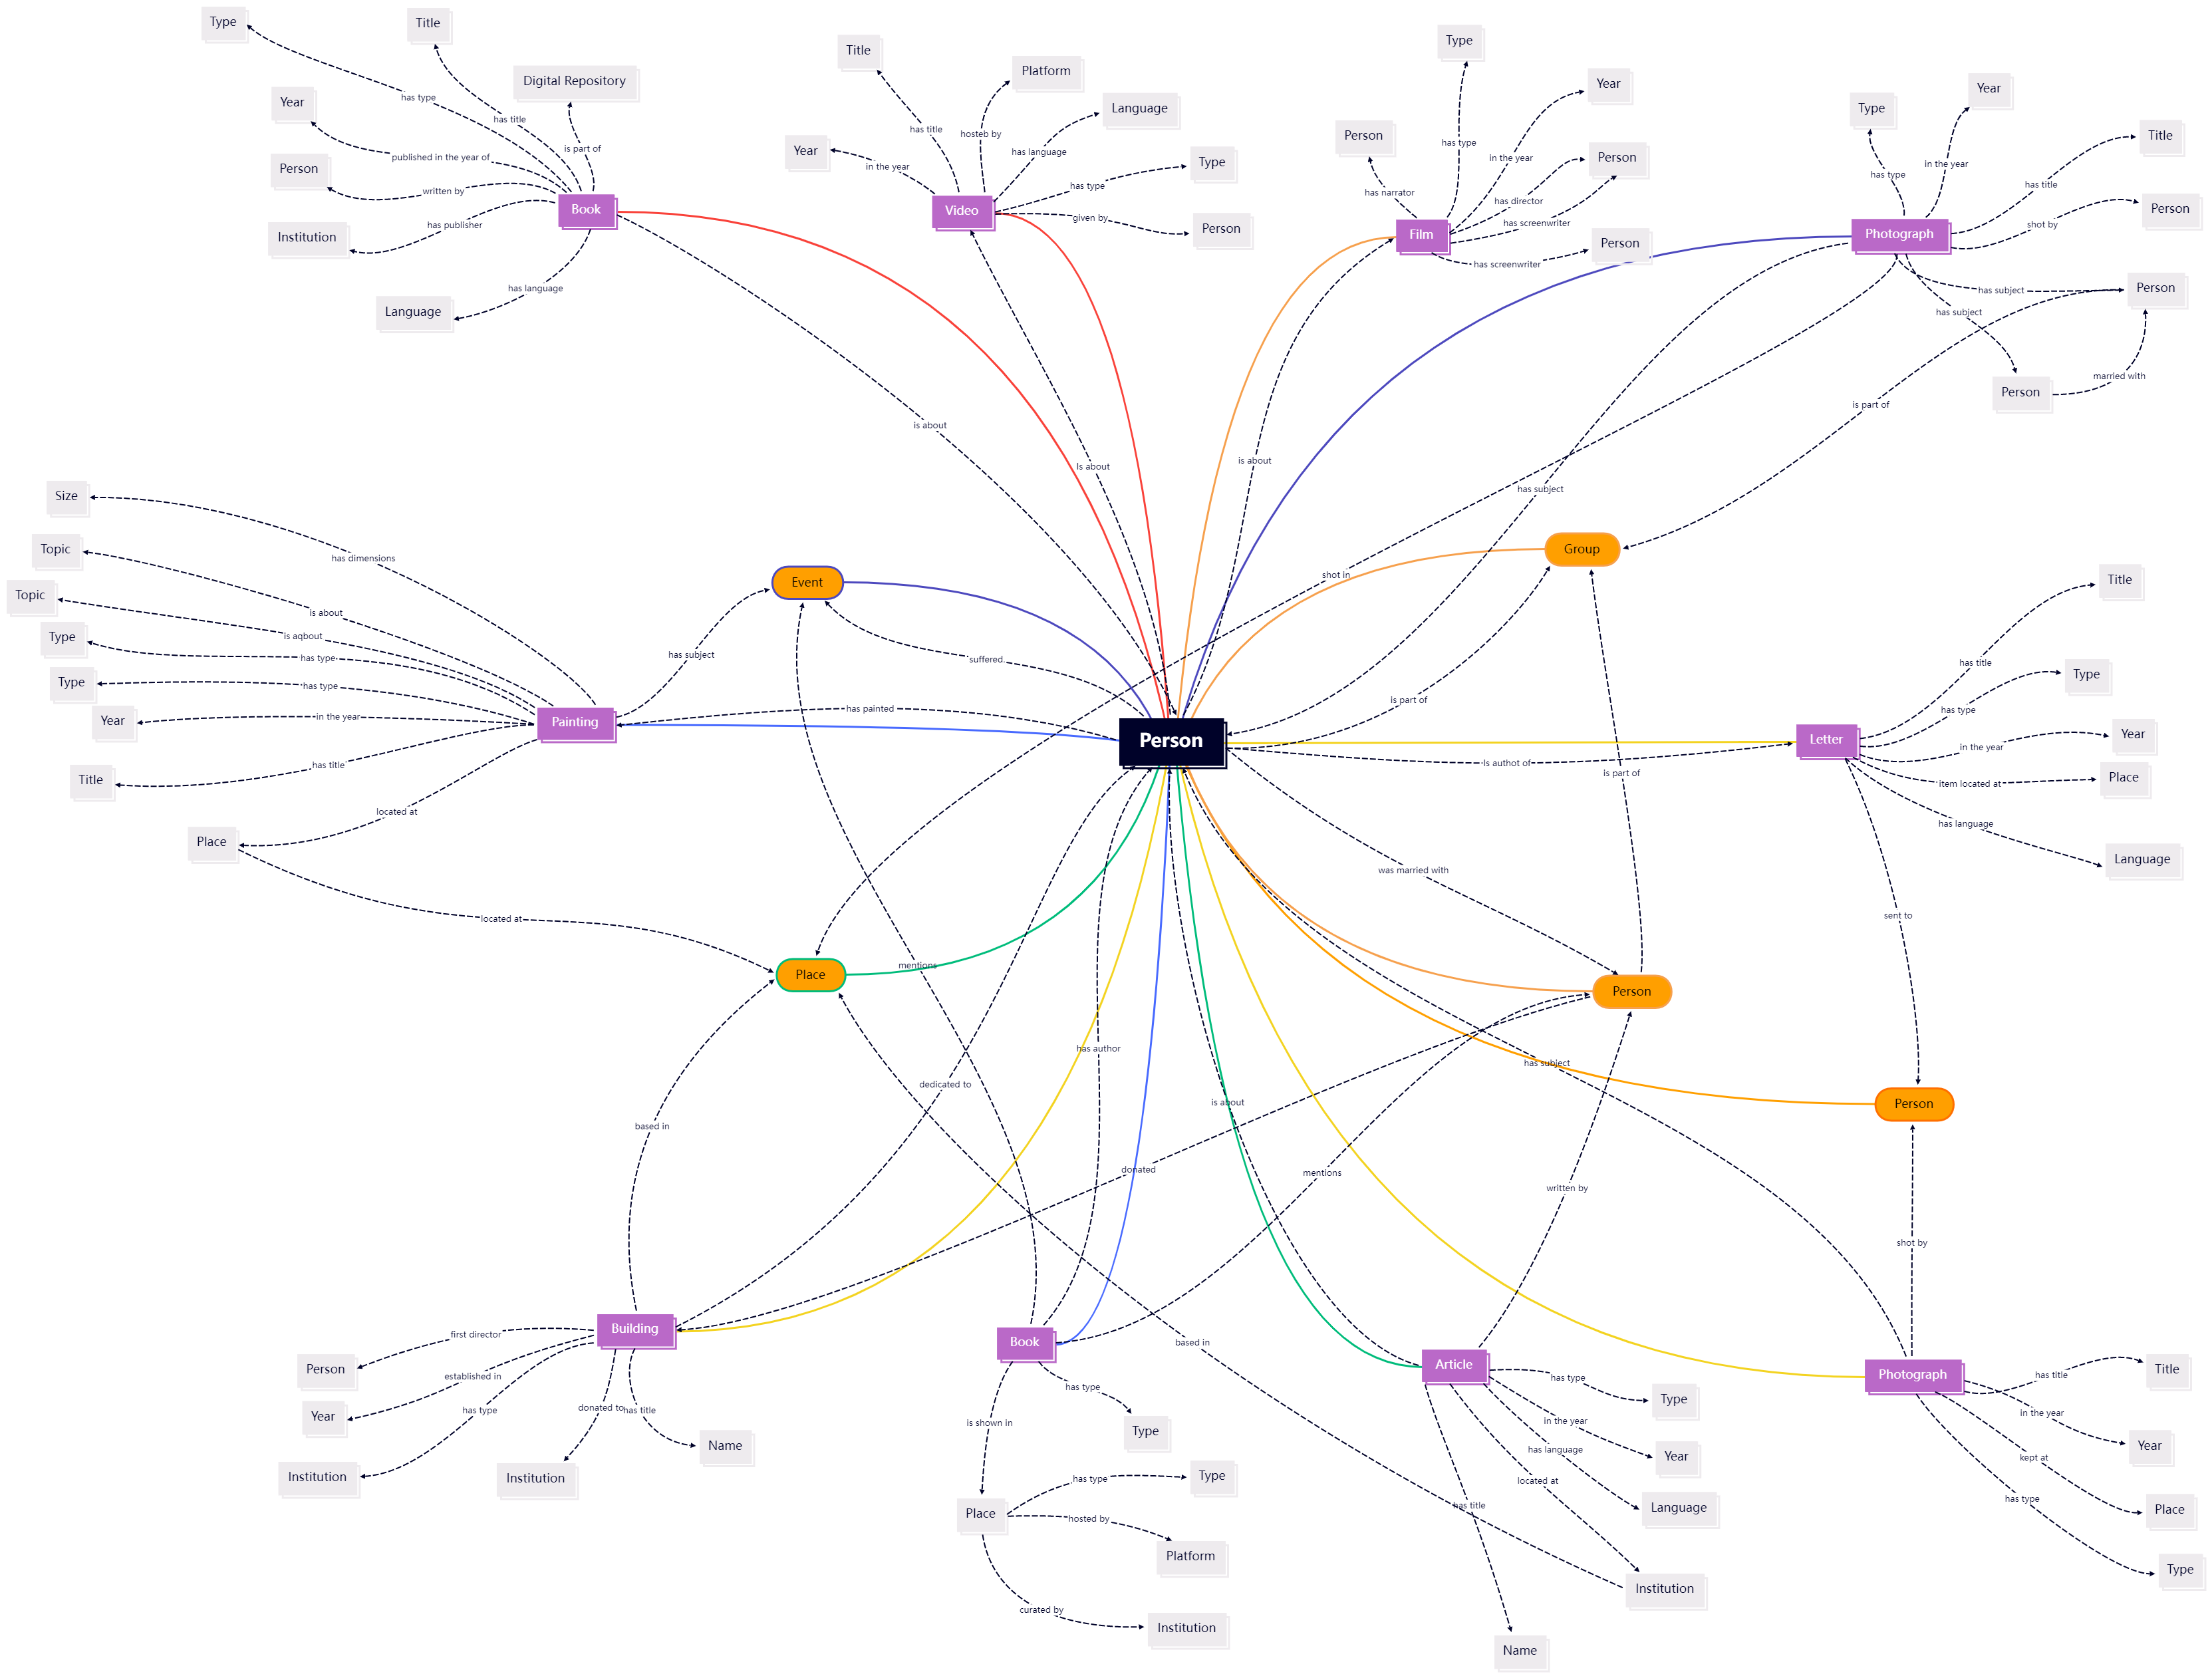 Type
Title
Digital Repository
Year
Person
Institution
Language
Book
has type
has title
is part of
published in the year of
written by
has publisher
has language
is about
Title
Platform
Language
Year
Type
Person
Video
has title
hosted by
has language
in the year
has type
given by
Is about
Type
Year
Person
Person
Person
Film
has type
in the year
has narrator
has director
has screenwriter
has screenwriter
is about
Type
Year
Title
Person
Person
Person
Photograph
has type
in the year
has title
shot by
has subject
has subject
married with
is part of
has subject
shot in
Size
Topic
Topic
Type
Type
Year
Title
Place
Painting
has dimensions
is about
is aqbout
has type
has type
in the year
has title
located at
located at
has subject
has painted
Event
suffered
Group
is part of
is part of
Person
Is authot of
was married with
Letter
Title
Type
Year
Place
Language
has title
has type
in the year
item located at
has language
sent to
Place
mentions
Person
Person
has author
dedicated to
is about
has subject
based in
donated
mentions
written by
shot by
Building
first director
established in
has type
donated to
has title
Person
Year
Institution
Institution
Name
Book
has type
is shown in
Type
Place
has type
hosted by
curated by
Type
Platform
Institution
based in
Article
has type
in the year
has language
located at
has title
Type
Year
Language
Institution
Name
Photograph
has title
in the year
kept at
has type
Title
Year
Place
Type